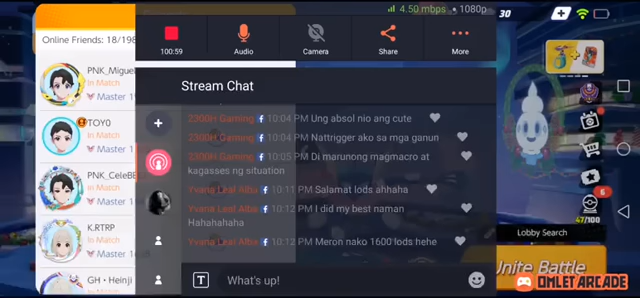 4.50 mbps 1080p
30
Online Friends: 18/198
100:59
Audio
Camera
Share
More
Stream Chat
PNK_Migue
In Match
Master 1
TOYO
In Match
Master
PNK_CeleBE
In Match
Master 1
K.RTRP
In Match
Master 1
GH • Heinji
2300H Gaming 10:04 PM Ung absol nio ang cute
2300H Gaming 10:04 PM Nattrigger ako sa mga ganun
2300H Gaming 10:05 PM Di marunong magmacro at
kagasses ng situation
Yvana Leal Alba 10:11 PM Salamat lods ahhaha
Yvana Leal Alba 10:12 PM I did my best naman
Hahahahaha
Yvana Leal Alba 10:12 PM Meron nako 1600 lods hehe
T What's up!
6
47/100
Lobby Search
Unite Battle
OMLET ARCADE